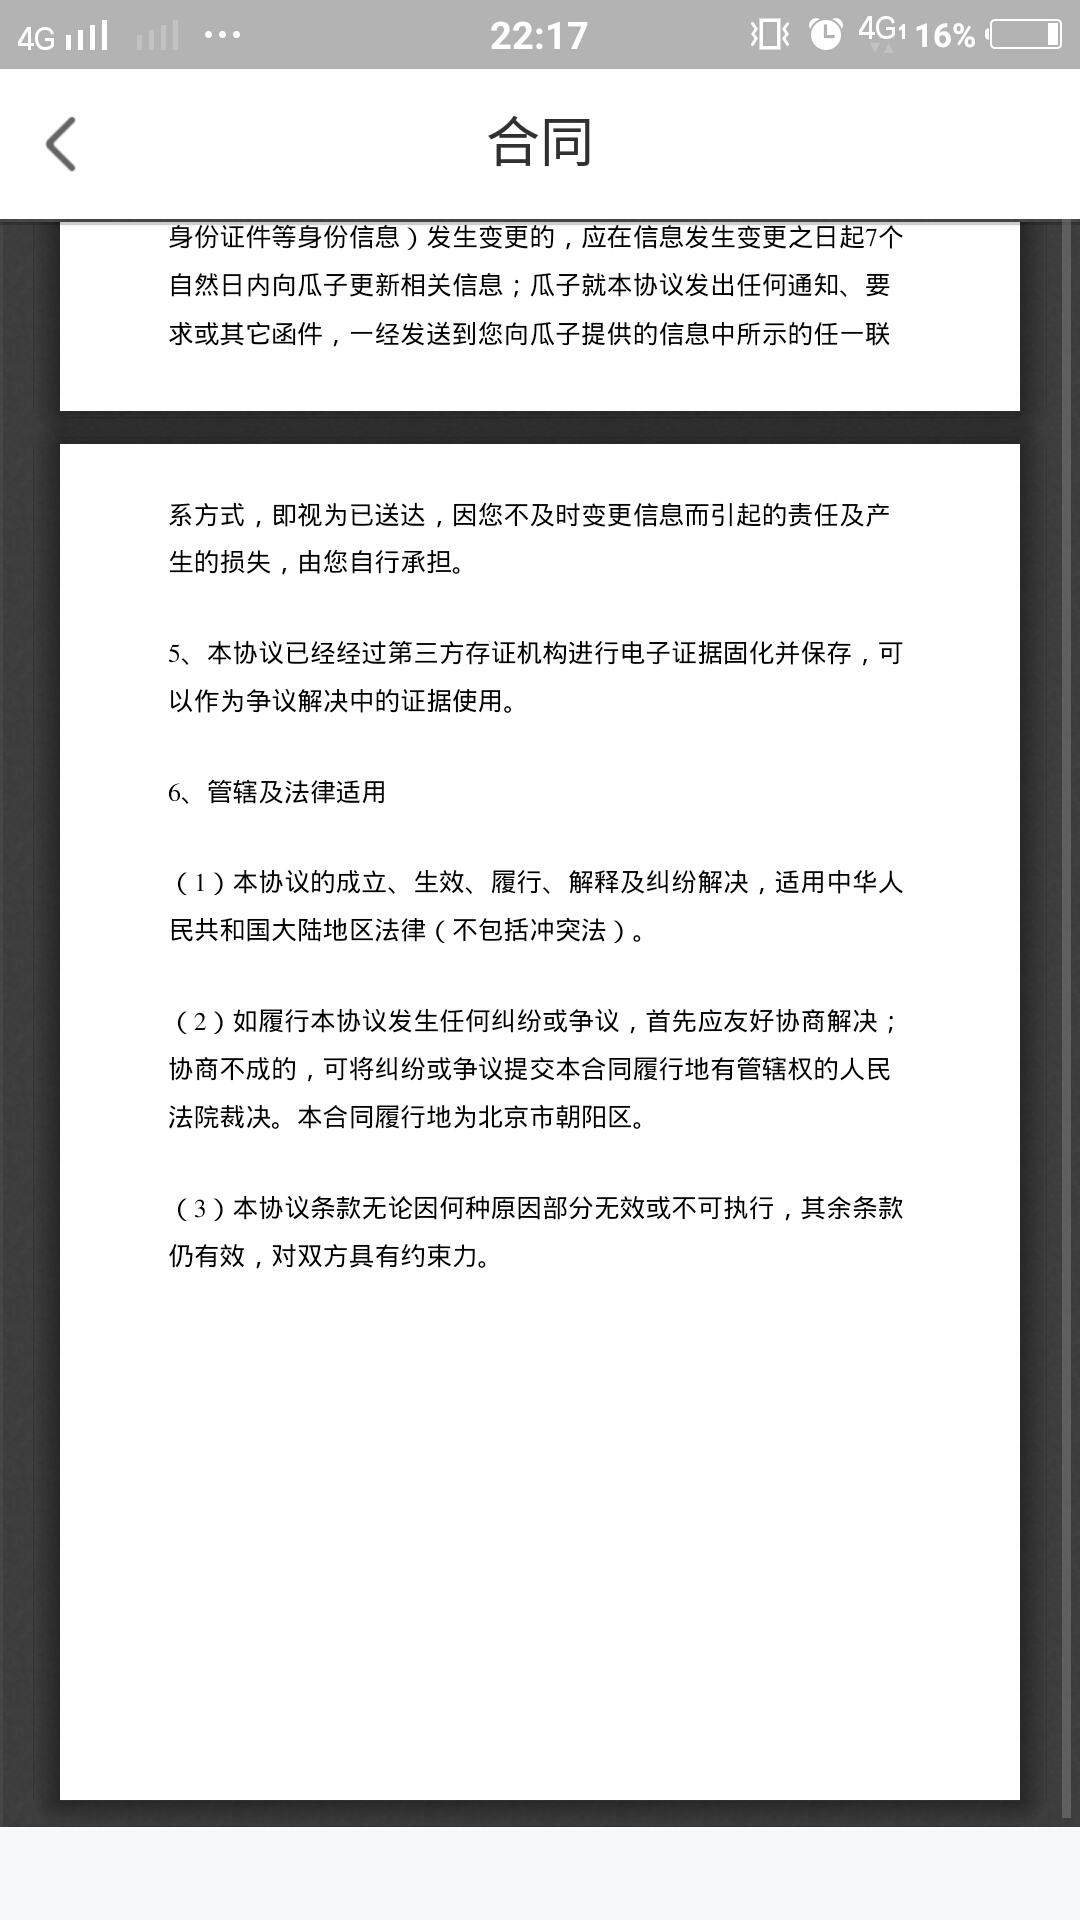 4G
22:17
4G1 16%
合同
身份证件等身份信息）发生变更的，应在信息发生变更之日起7个
自然日内向瓜子更新相关信息；瓜子就本协议发出任何通知、要
求或其它函件，一经发送到您向瓜子提供的信息中所示的任一联
系方式，即视为已送达，因您不及时变更信息而引起的责任及产
生的损失，由您自行承担。
5、本协议已经经过第三方存证机构进行电子证据固化并保存，可
以作为争议解决中的证据使用。
6、管辖及法律适用
（1）本协议的成立、生效、履行、解释及纠纷解决，适用中华人
民共和国大陆地区法律（不包括冲突法）。
（2）如履行本协议发生任何纠纷或争议，首先应友好协商解决；
协商不成的，可将纠纷或争议提交本合同履行地有管辖权的人民
法院裁决。本合同履行地为北京市朝阳区。
（3）本协议条款无论因何种原因部分无效或不可执行，其余条款
仍有效，对双方具有约束力。